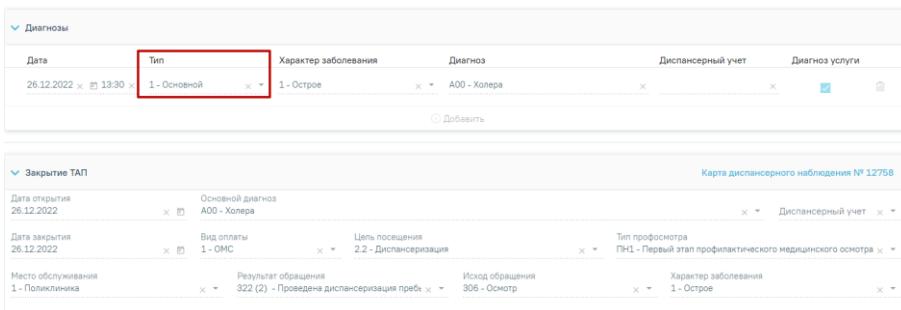 Диагнозы
Дата Тип Характер заболевания Диагноз Диспансерный учет Диагноз услуги
26.12.2022 13:30 1 - Основной 1 - Острое A00 - Холера
Добавить
Закрытие ТАП Карта диспансерного наблюдения № 12758
Дата открытия Основной диагноз
26.12.2022 A00 - Холера Диспансерный учет
Дата закрытия Вид оплаты Цель посещения Тип профосмотра
26.12.2022 1 - ОМС 2.2 - Диспансеризация ПН1 - Первый этап профилактического медицинского осмотра
Место обслуживания Результат обращения Исход обращения Характер заболевания
1 - Поликлиника 322 (2) - Проведена диспансеризация пребы 306 - Осмотр 1 - Острое